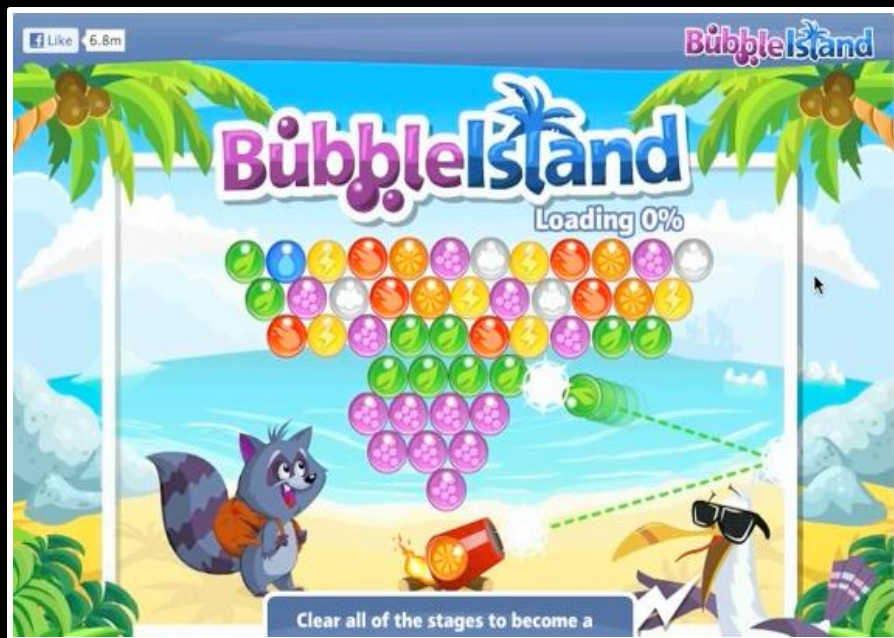 Like 6.8m
BubbleIsland
BubbleIsland
Loading 0%
Clear all of the stages to become a